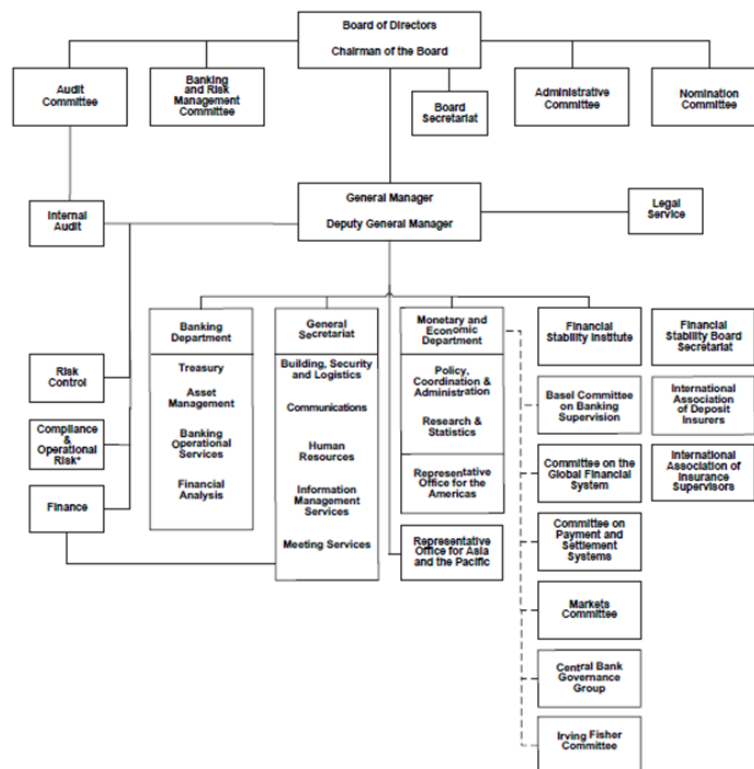 Board of Directors
Chairman of the Board
Audit
Committee
Banking
and Risk
Management
Committee
Board
Secretariat
Administrative
Committee
Nomination
Committee
Internal
Audit
General Manager
Deputy General Manager
Legal
Service
Risk
Control
Compliance
&
Operational
Risk*
Finance
Banking
Department
Treasury
Asset
Management
Banking
Operational
Services
Financial
Analysis
General
Secretariat
Building, Security
and Logistics
Communications
Human
Resources
Information
Management
Services
Meeting Services
Monetary and
Economic
Department
Policy,
Coordination &
Administration
Research &
Statistics
Representative
Office for the
Americas
Representative
Office for Asia
and the Pacific
Financial
Stability Institute
Basel Committee
on Banking
Supervision
Committee on the
Global Financial
System
Committee on
Payment and
Settlement
Systems
Markets
Committee
Central Bank
Governance
Group
Irving Fisher
Committee
Financial
Stability Board
Secretariat
International
Association
of Deposit
Insurers
International
Association of
Insurance
Supervisors